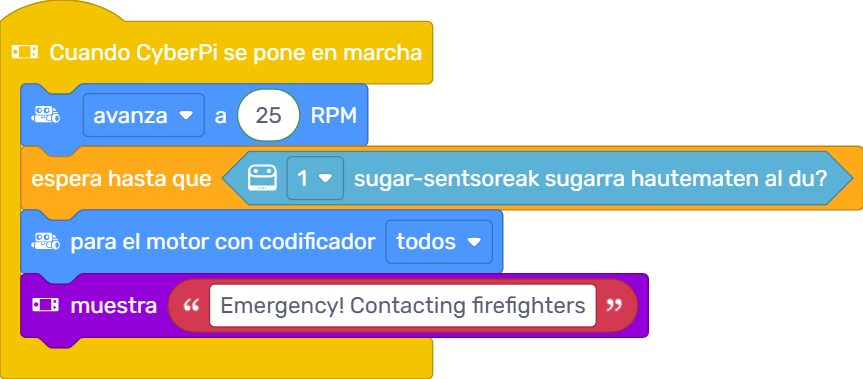 Cuando CyberPi se pone en marcha
avanza a 25 RPM
espera hasta que 1 sugar-sentsoreak sugarra hautematen al du?
para el motor con codificador todos
muestra “ Emergency! Contacting firefighters ”